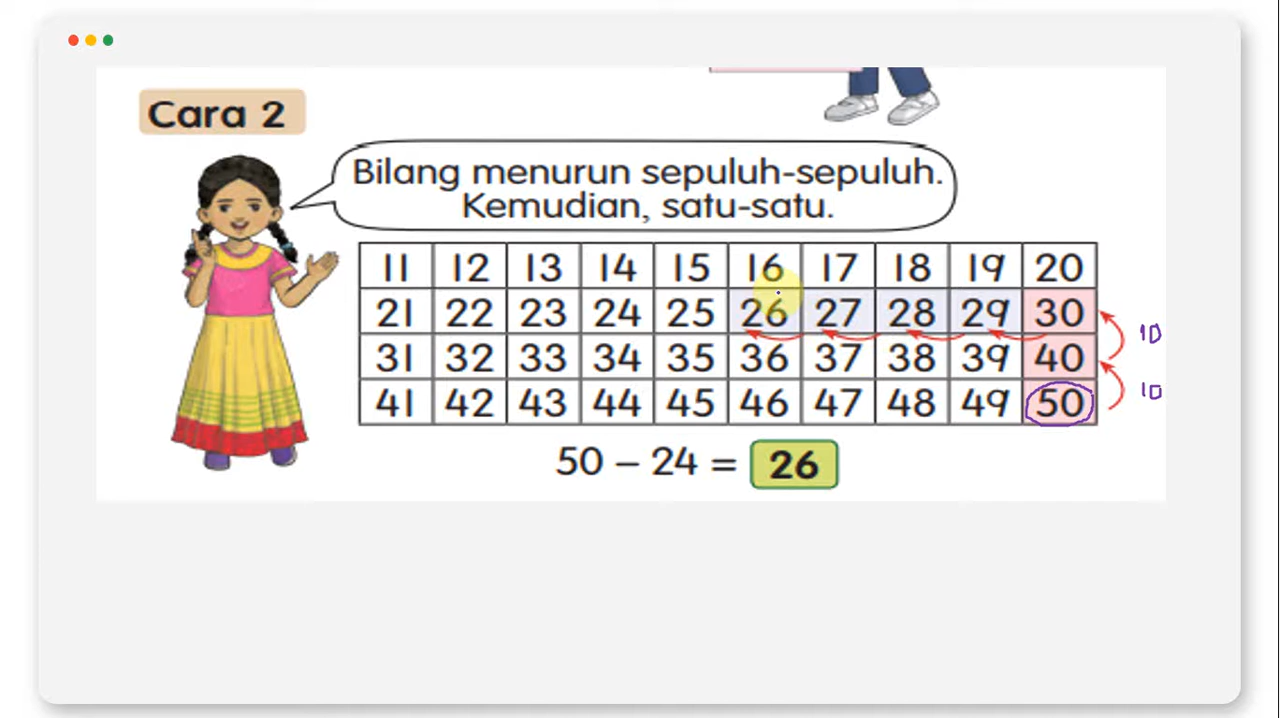 Cara 2
Bilang menurun sepuluh-sepuluh.
Kemudian, satu-satu.
11 12 13 14 15 16 17 18 19 20
21 22 23 24 25 26 27 28 29 30
10
31 32 33 34 35 36 37 38 39 40
10
41 42 43 44 45 46 47 48 49 50
50 – 24 = 26